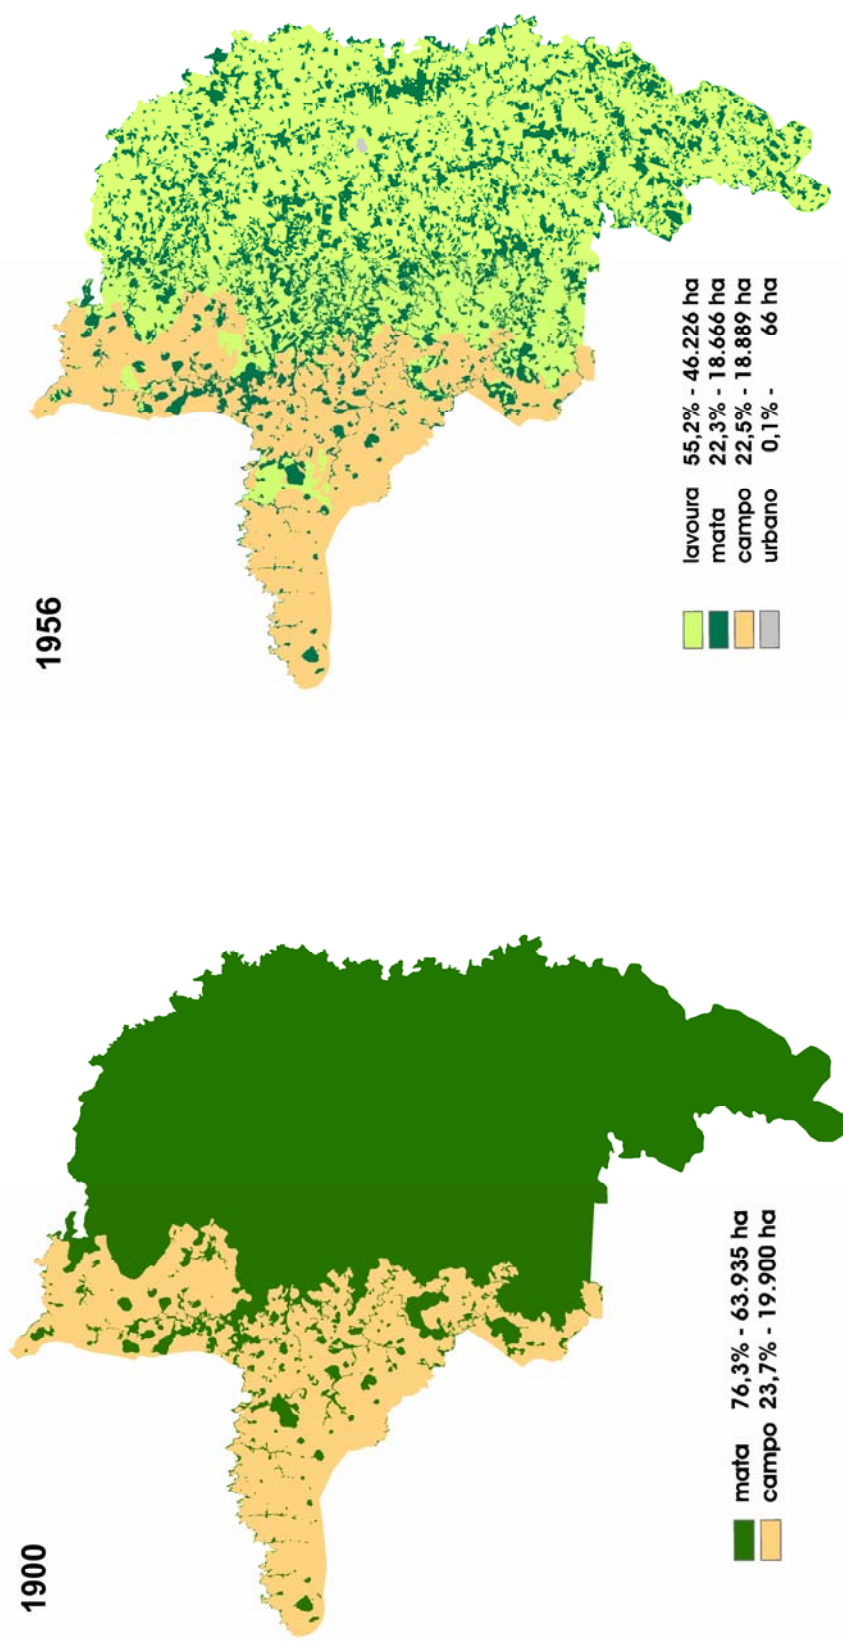 1900
mata 76,3% - 63.935 ha
campo 23,7% - 19.900 ha
1956
lavoura 55,2% - 46.226 ha
mata 22,3% - 18.666 ha
campo 22,5% - 18.889 ha
urbano 0,1% - 66 ha